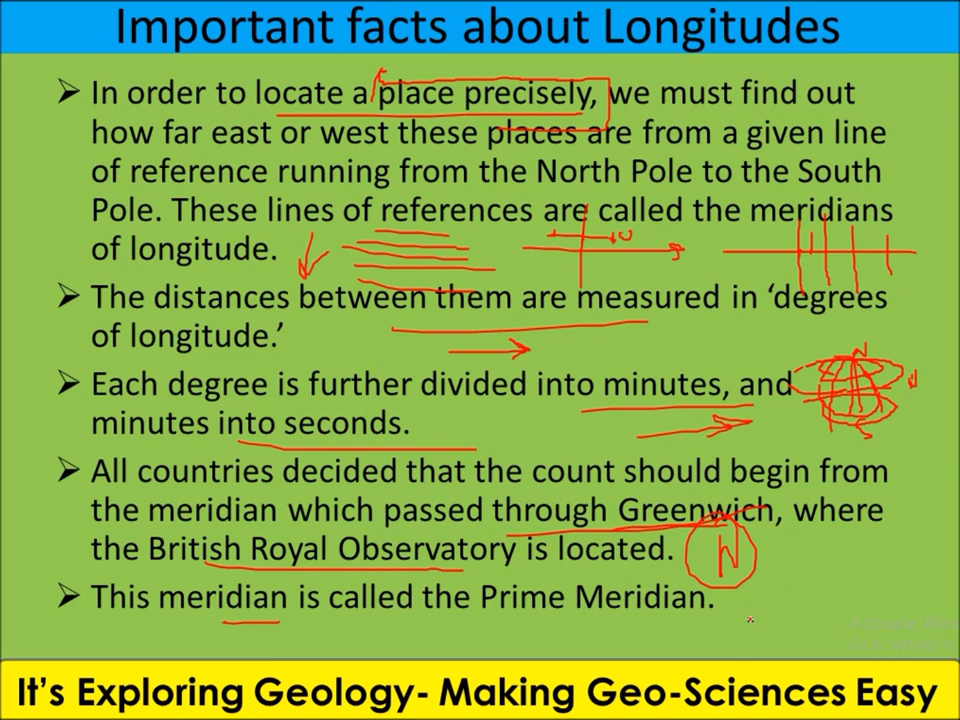 Important facts about Longitudes
➢ In order to locate a place precisely, we must find out
how far east or west these places are from a given line
of reference running from the North Pole to the South
Pole. These lines of references are called the meridians
of longitude.
➢ The distances between them are measured in ‘degrees
of longitude.’
➢ Each degree is further divided into minutes, and
N
minutes into seconds.
S
➢ All countries decided that the count should begin from
the meridian which passed through Greenwich, where
the British Royal Observatory is located.
N
➢ This meridian is called the Prime Meridian.
It’s Exploring Geology- Making Geo-Sciences Easy